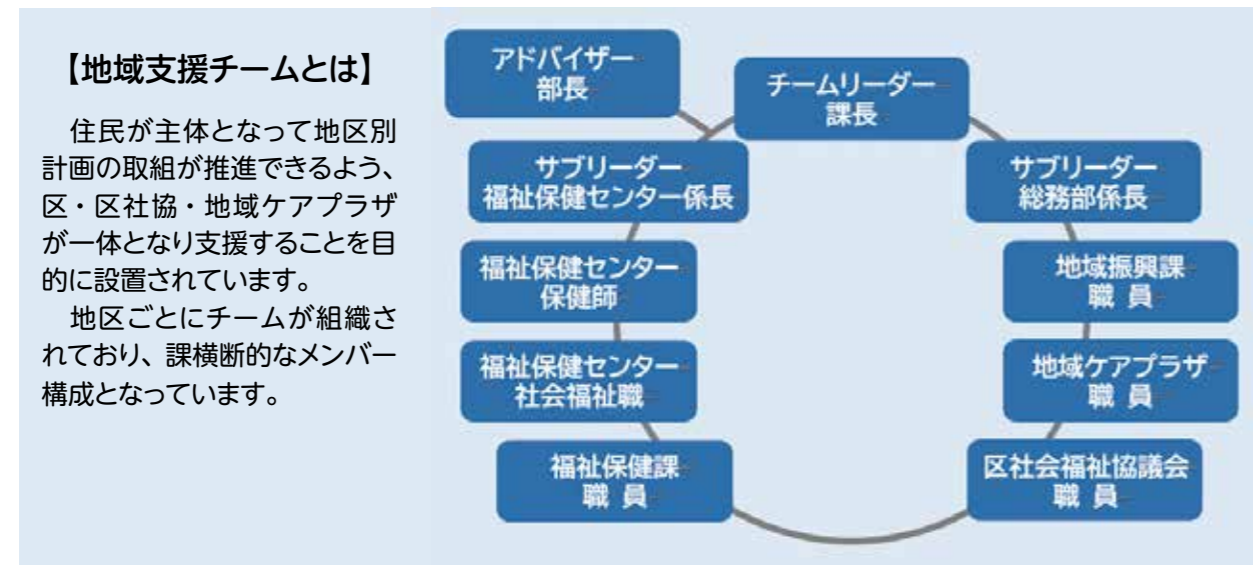 【地域支援チームとは】
住民が主体となって地区別
計画の取組が推進できるよう、
区・区社協・地域ケアプラザ
が一体となり支援することを目
的に設置されています。
地区ごとにチームが組織さ
れており、課横断的なメンバー
構成となっています。
アドバイザー
部長
チームリーダー
課長
サブリーダー
福祉保健センター係長
サブリーダー
総務部係長
福祉保健センター
保健師
地域振興課
職 員
福祉保健センター
社会福祉職
地域ケアプラザ
職 員
福祉保健課
職 員
区社会福祉協議会
職 員